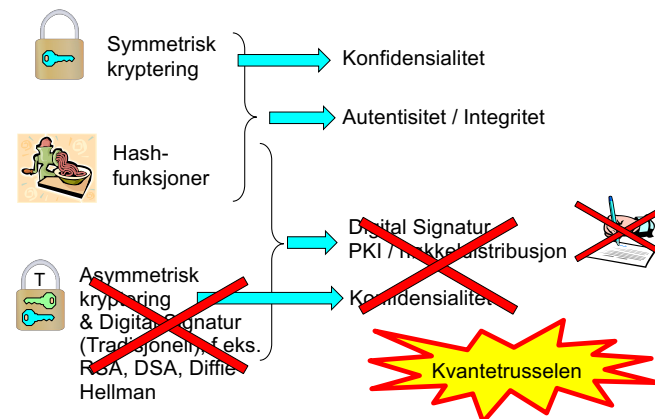 Symmetrisk
kryptering
Konfidensialitet
Autentisitet / Integritet
Hash-
funksjoner
Digital Signatur
PKI / nøkkeldistribusjon
T
Asymmetrisk
kryptering
& Digital Signatur
(Tradisjonell), f.eks.
RSA, DSA, Diffie
Hellman
Konfidensialitet
Kvantetrusselen